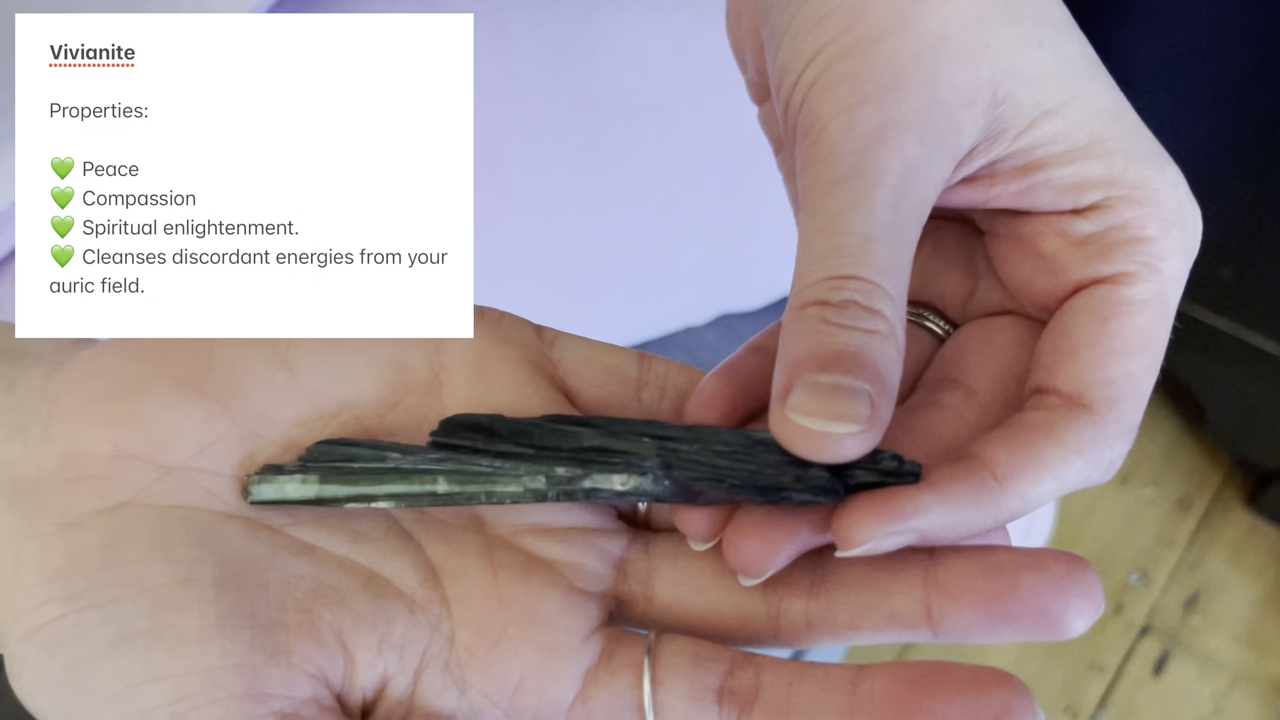 Vivianite
Properties:
💚 Peace
💚 Compassion
💚 Spiritual enlightenment.
💚 Cleanses discordant energies from your
auric field.